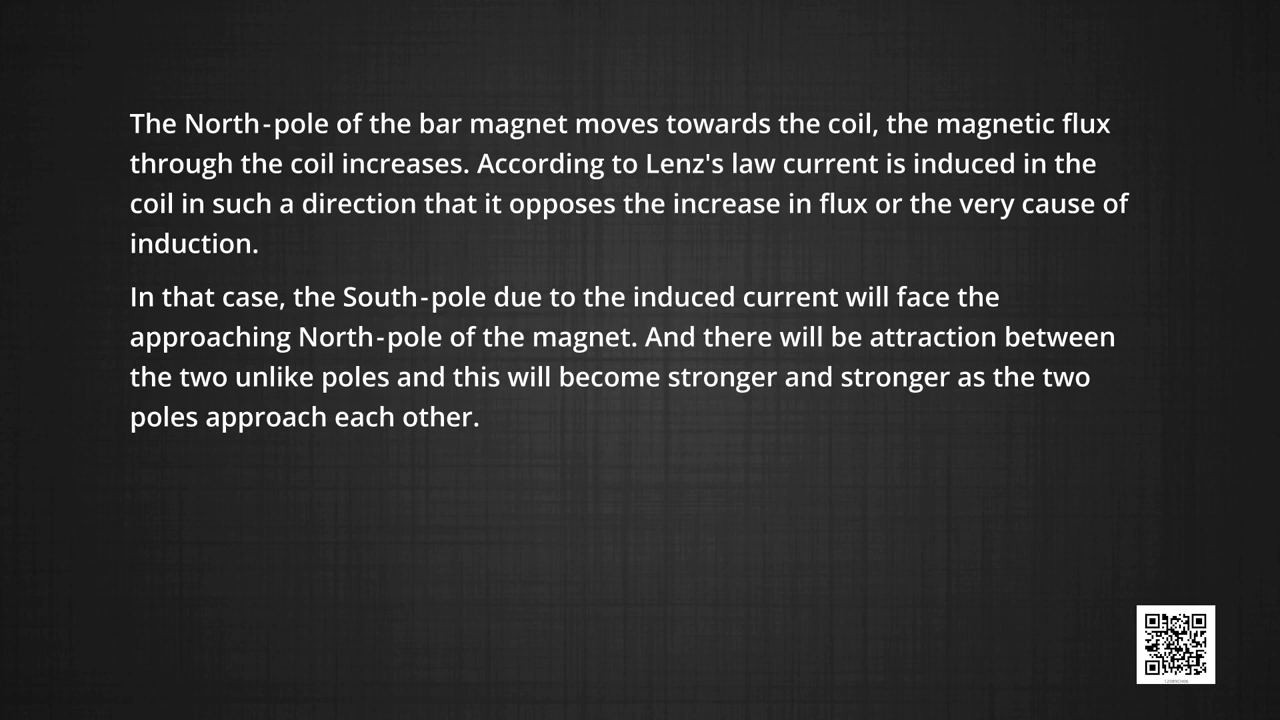 The North-pole of the bar magnet moves towards the coil, the magnetic flux
through the coil increases. According to Lenz's law current is induced in the
coil in such a direction that it opposes the increase in flux or the very cause of
induction.
In that case, the South-pole due to the induced current will face the
approaching North-pole of the magnet. And there will be attraction between
the two unlike poles and this will become stronger and stronger as the two
poles approach each other.